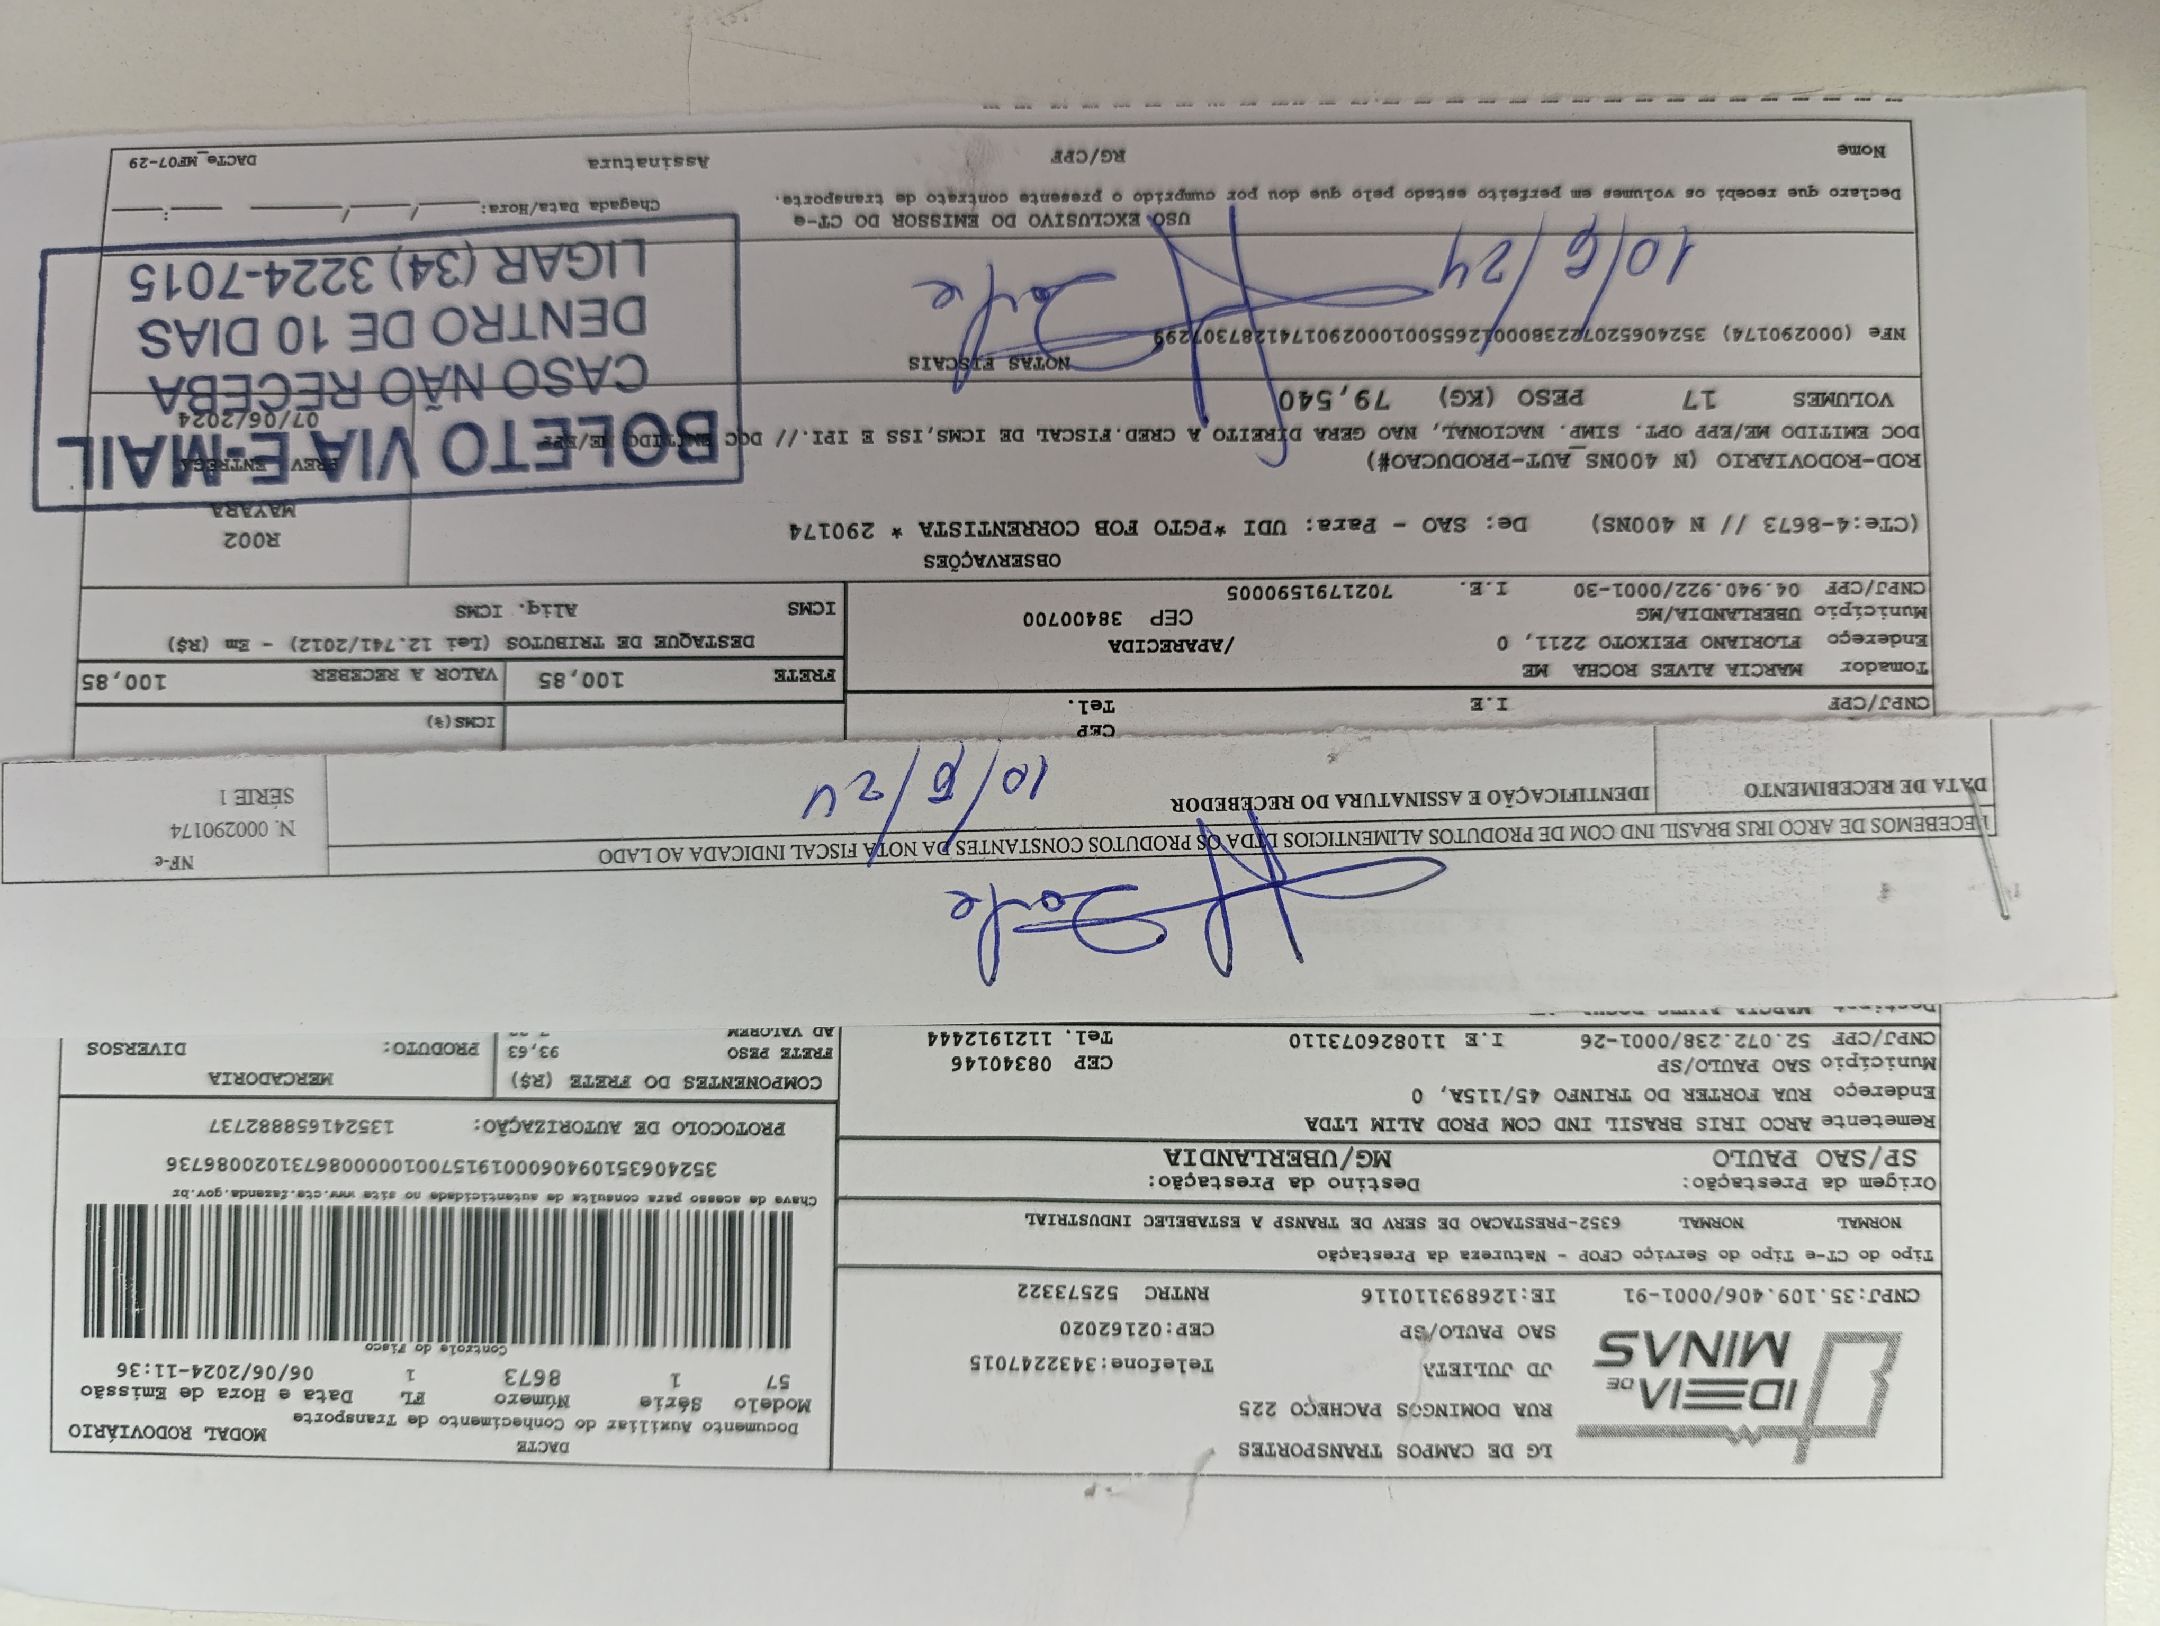 IDEIA DE
MINAS
LG DE CAMPOS TRANSPORTES
RUA DOMINGOS PACHECO 225
JD JULIETA Telefone:3432247015
SAO PAULO/SP CEP:02162020
CNPJ:35.109.406/0001-91 IE:126893110116 RNTRC 52573322
DACTE
Documento Auxiliar do Conhecimento de Transporte
MODAL RODOVIÁRIO
Modelo Série Número FL Data e Hora de Emissão
57 1 8673 1 06/06/2024-11:36
Controle do Fisco
Chave de acesso para consulta de autenticidade no site www.cte.fazenda.gov.br
PROTOCOLO DE AUTORIZAÇÃO: 135241658882737
Tipo do CT-e Tipo do Serviço CFOP - Natureza da Prestação
NORMAL NORMAL 6352-PRESTACAO DE SERV DE TRANSP A ESTABELEC INDUSTRIAL
Origem da Prestação: Destino da Prestação:
SP/SAO PAULO MG/UBERLANDIA
Remetente ARCO IRIS BRASIL IND COM PROD ALIM LTDA
Endereço RUA FORTER DO TRINFO 45/115A, 0
Município SAO PAULO/SP CEP 08340146
CNPJ/CPF 52.072.238/0001-26 I.E 110826073110 Tel. 1121912444
COMPONENTES DO FRETE (R$) MERCADORIA
FRETE PESO 93,63 PRODUTO: DIVERSOS
AD VALOREM
NF-e
N. 000290174
SÉRIE 1
RECEBEMOS DE ARCO IRIS BRASIL IND COM DE PRODUTOS ALIMENTICIOS LTDA OS PRODUTOS CONSTANTES DA NOTA FISCAL INDICADA AO LADO
DATA DE RECEBIMENTO IDENTIFICAÇÃO E ASSINATURA DO RECEBEDOR
10/6/24
CEP
CNPJ/CPF I.E Tel.
ICMS(%)
Tomador MARCIA ALVES ROCHA ME
Endereço FLORIANO PEIXOTO 2211, 0 /APARECIDA
Município UBERLANDIA/MG CEP 38400700
CNPJ/CPF 04.940.922/0001-30 I.E. 7021791590005
FRETE 100,85 VALOR A RECEBER 100,85
DESTAQUE DE TRIBUTOS (Lei 12.741/2012) - Em (R$)
ICMS Aliq. ICMS
OBSERVAÇÕES
(CTe:4-8673 // N 400NS) De: SAO - Para: UDI *PGTO FOB CORRENTISTA * 290174
R002
MAYARA
ROD-RODOVIARIO (N 400NS_AUT-PRODUCAO#)
DOC EMITIDO ME/EPP OPT. SIMP. NACIONAL, NAO GERA DIREITO A CRED.FISCAL DE ICMS,ISS E IPI.// DOC EMITIDO ME/EPP
PREV ENTREGA
07/06/2024
VOLUMES 17 PESO (KG) 79,540
NOTAS FISCAIS
NFe (000290174)
10/6/24
BOLETO VIA E-MAIL
CASO NÃO RECEBA
DENTRO DE 10 DIAS
LIGAR (34) 3224-7015
USO EXCLUSIVO DO EMISSOR DO CT-e
Declaro que recebi os volumes em perfeito estado pelo que dou por cumprido o presente contrato de transporte.
Chegada Data/Hora: ___/___/___ ___:___
Nome RG/CPF Assinatura DACTe_MF07-29